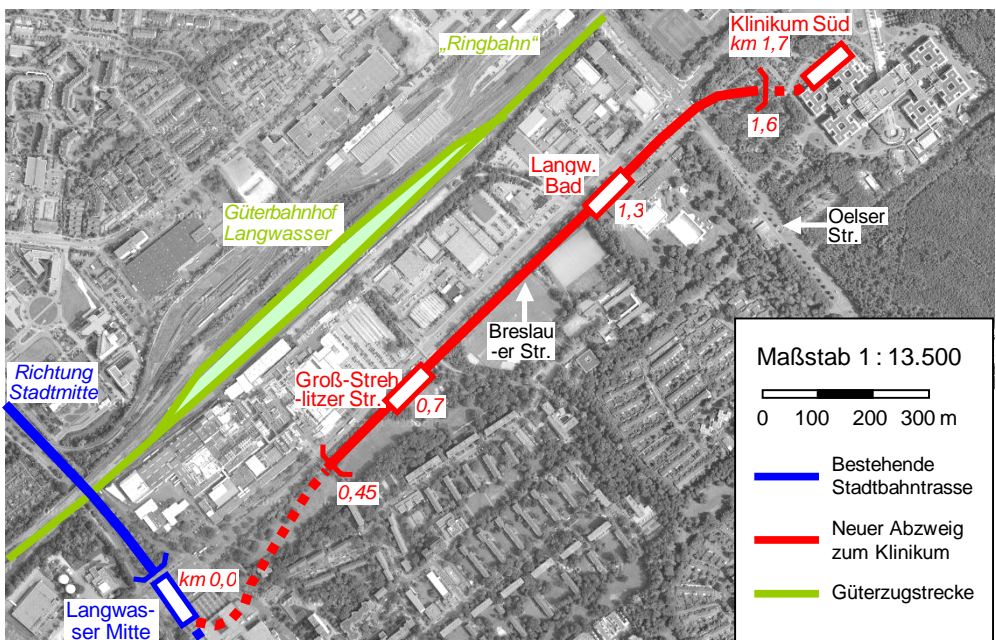 „Ringbahn“
Klinikum Süd
km 1,7
1,6
Langw.
Bad
1,3
Güterbahnhof
Langwasser
Oelser
Str.
Breslau
-er Str.
Richtung
Stadtmitte
Groß-Streh
-litzer Str.
0,7
0,45
km 0,0
Langwas-
ser Mitte
Maßstab 1 : 13.500
0 100 200 300 m
Bestehende
Stadtbahntrasse
Neuer Abzweig
zum Klinikum
Güterzugstrecke